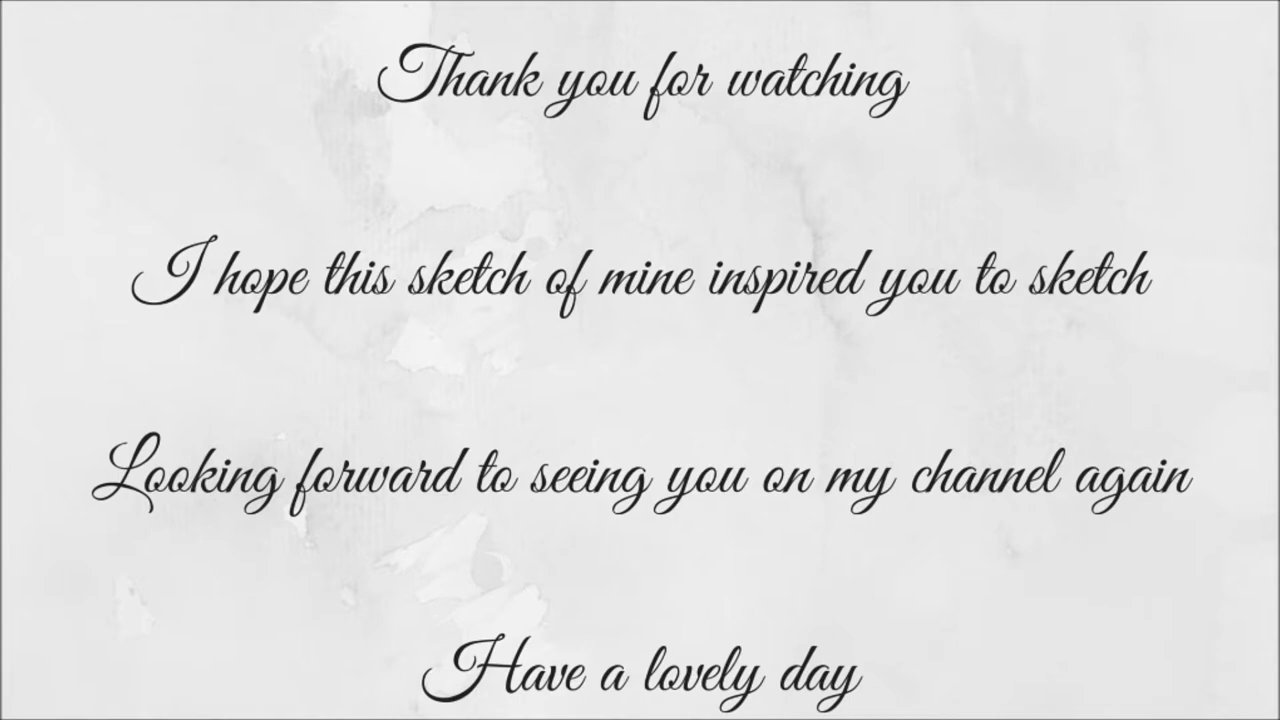 Thank you for watching
I hope this sketch of mine inspired you to sketch
Looking forward to seeing you on my channel again
Have a lovely day